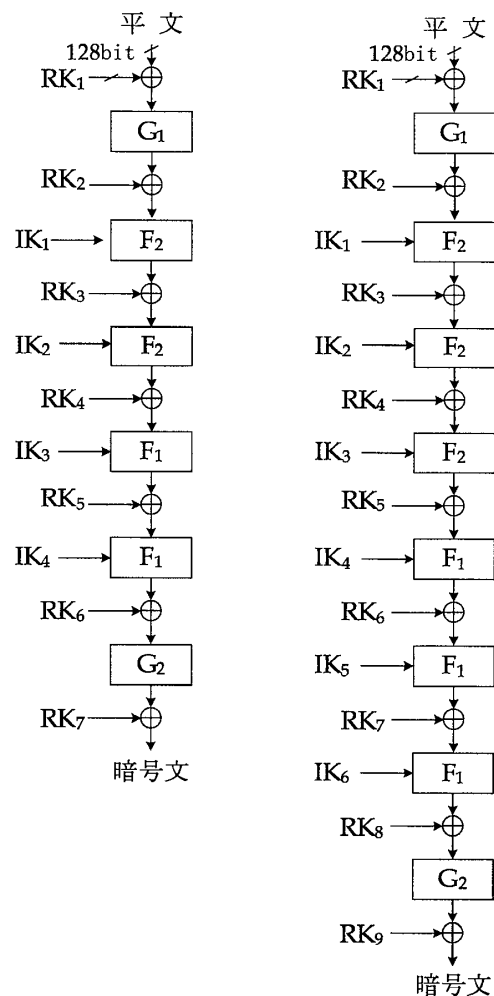 平 文
128bit
RK₁
G₁
RK₂
IK₁
F₂
RK₃
IK₂
F₂
RK₄
IK₃
F₁
RK₅
IK₄
F₁
RK₆
G₂
RK₇
暗号文
平 文
128bit
RK₁
G₁
RK₂
IK₁
F₂
RK₃
IK₂
F₂
RK₄
IK₃
F₂
RK₅
IK₄
F₁
RK₆
IK₅
F₁
RK₇
IK₆
F₁
RK₈
G₂
RK₉
暗号文